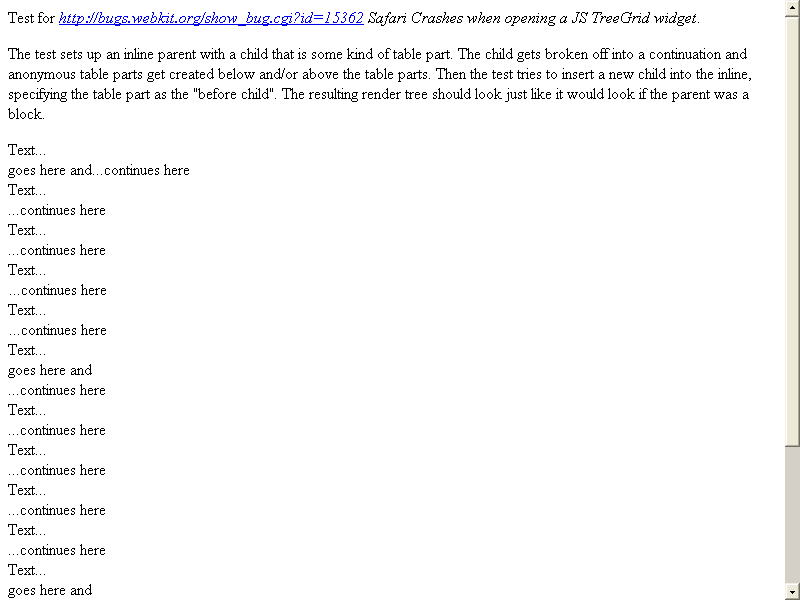 Test for http://bugs.webkit.org/show_bug.cgi?id=15362 Safari Crashes when opening a JS TreeGrid widget.
The test sets up an inline parent with a child that is some kind of table part. The child gets broken off into a continuation and
anonymous table parts get created below and/or above the table parts. Then the test tries to insert a new child into the inline,
specifying the table part as the "before child". The resulting render tree should look just like it would look if the parent was a
block.
Text...
goes here and...continues here
Text...
...continues here
Text...
...continues here
Text...
...continues here
Text...
...continues here
Text...
goes here and
...continues here
Text...
...continues here
Text...
...continues here
Text...
...continues here
Text...
...continues here
Text...
goes here and